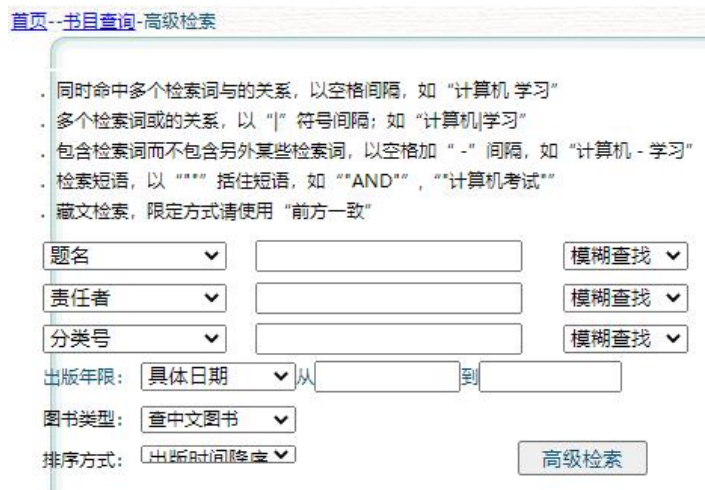 首页--书目查询-高级检索
. 同时命中多个检索词与的关系，以空格间隔，如“计算机 学习”
. 多个检索词或的关系，以“|”符号间隔；如“计算机|学习”
. 包含检索词而不包含另外某些检索词，以空格加“ -”间隔，如“计算机 - 学习”
. 检索短语，以“""”括住短语，如“"AND"”，“"计算机考试"”
. 藏文检索，限定方式请使用“前方一致”
题名 模糊查找
责任者 模糊查找
分类号 模糊查找
出版年限： 具体日期 从 到
图书类型： 查中文图书
排序方式： 出版时间降序 高级检索